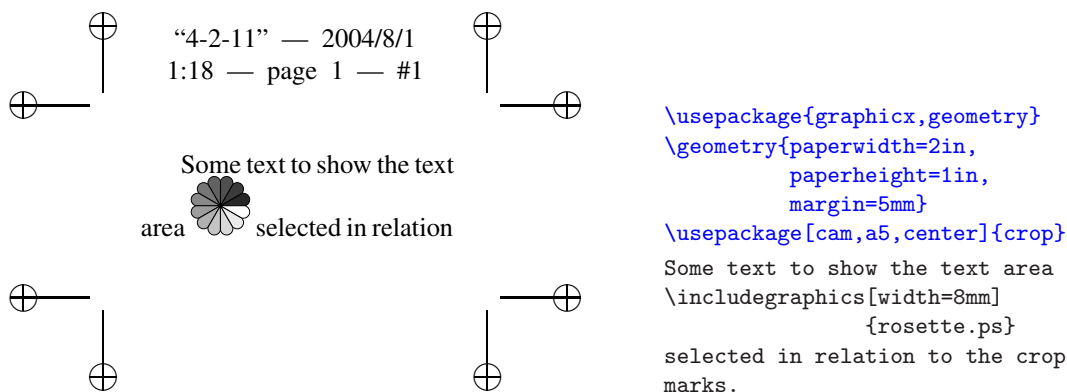 “4-2-11” — 2004/8/1
1:18 — page 1 — #1
Some text to show the text
area selected in relation
\usepackage{graphicx,geometry}
\geometry{paperwidth=2in,
paperheight=1in,
margin=5mm}
\usepackage[cam,a5,center]{crop}
Some text to show the text area
\includegraphics[width=8mm]
{rosette.ps}
selected in relation to the crop
marks.